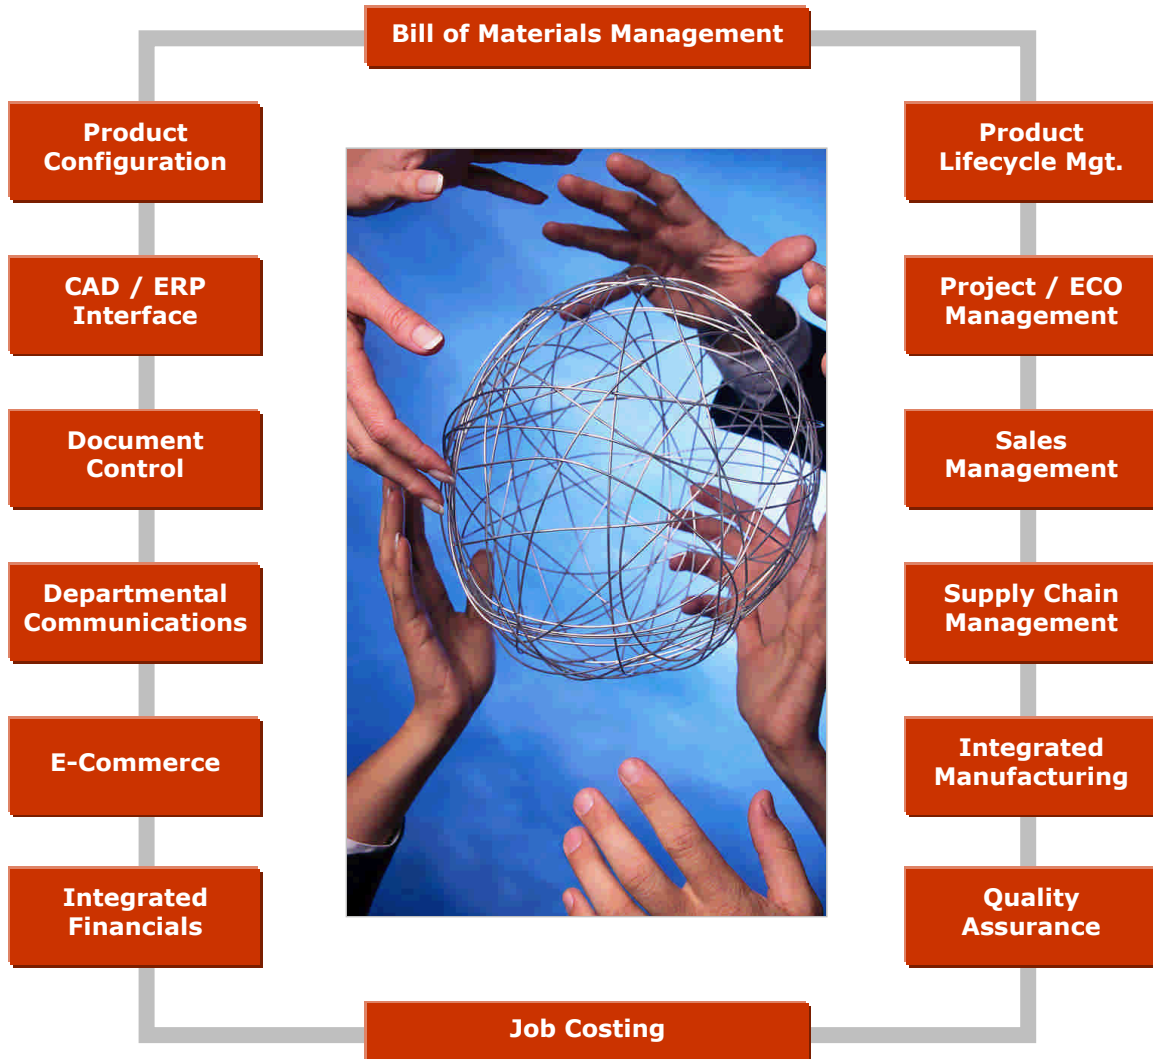 Bill of Materials Management
Product
Configuration
Product
Lifecycle Mgt.
CAD / ERP
Interface
Project / ECO
Management
Document
Control
Sales
Management
Departmental
Communications
Supply Chain
Management
E-Commerce
Integrated
Manufacturing
Integrated
Financials
Quality
Assurance
Job Costing